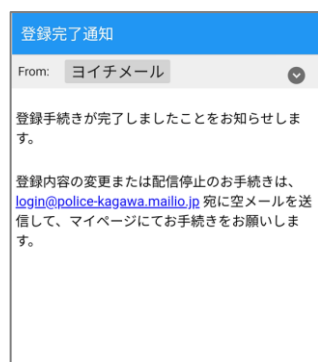 登録完了通知
From: ヨイチメール
登録手続きが完了しましたことをお知らせしま
す。
登録内容の変更または配信停止のお手続きは、
login@police-kagawa.mailio.jp 宛に空メールを送
信して、マイページにてお手続きをお願いしま
す。